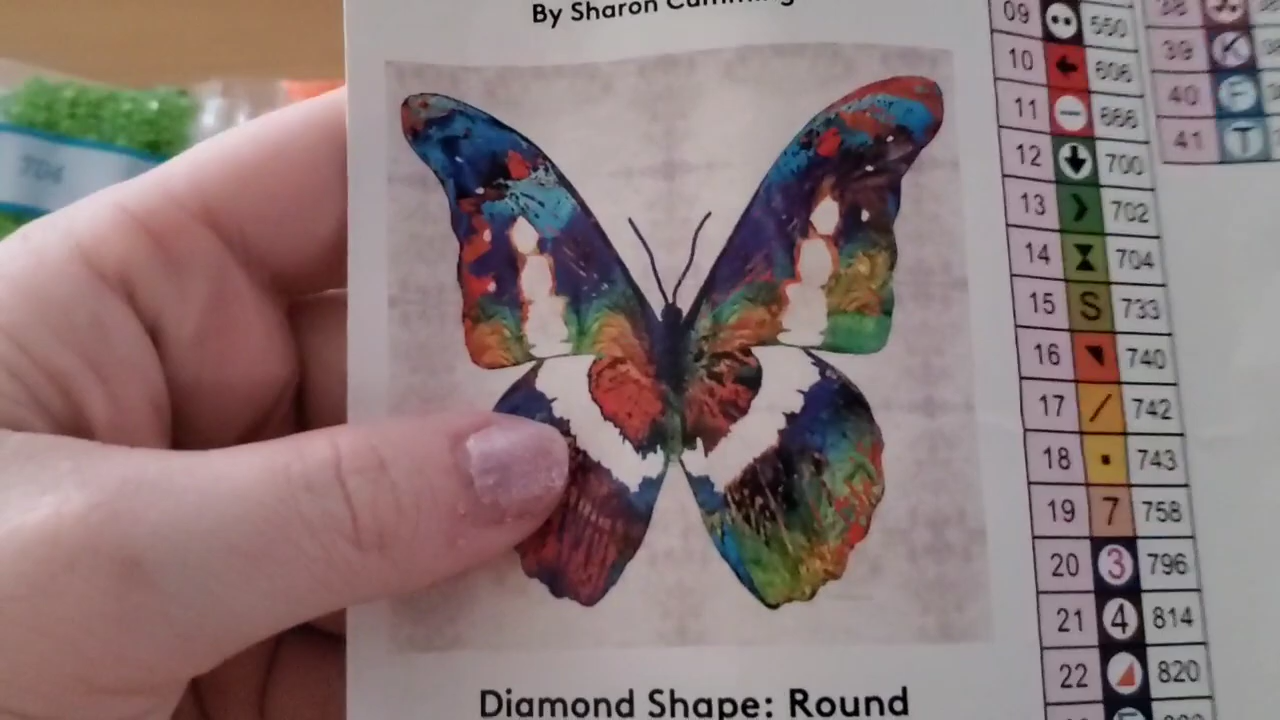 By Sharon Cumming
09 550
10 606
11 666
12 700
13 702
14 704
15 S 733
16 740
17 / 742
18 743
19 7 758
20 3 796
21 4 814
22 820
39 K
40 F
41 T
Diamond Shape: Round